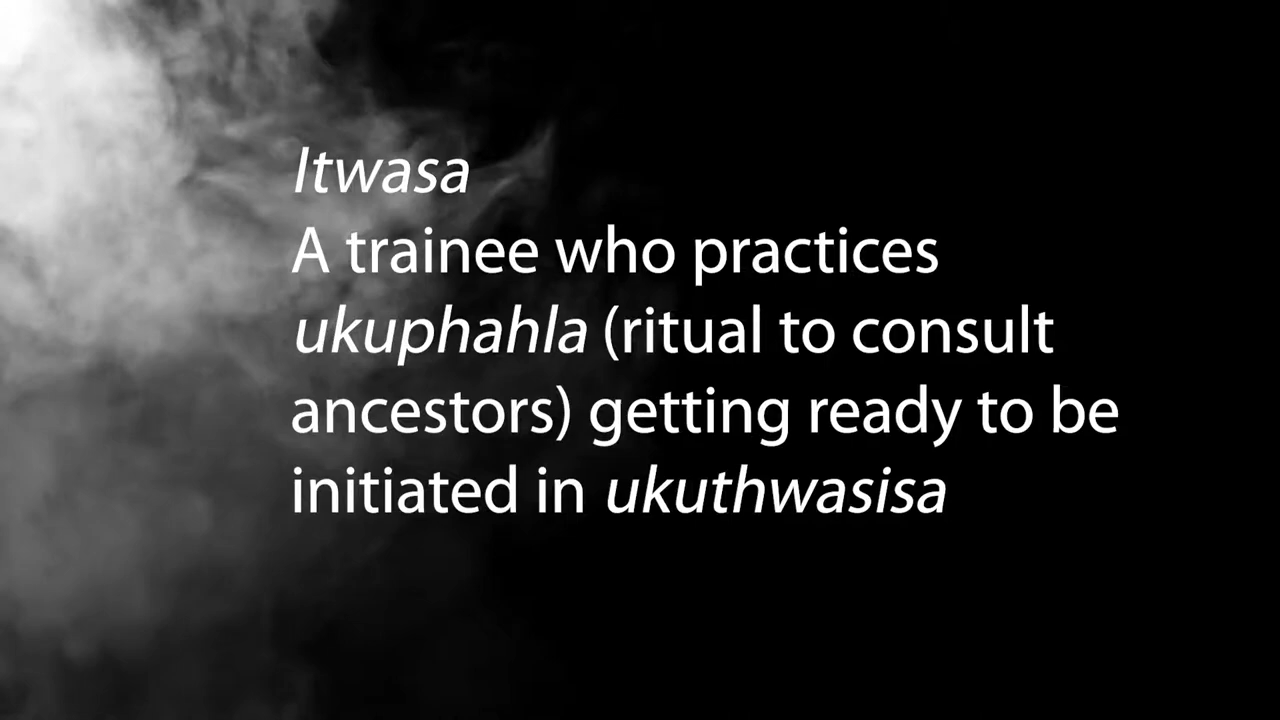 Itwasa
A trainee who practices
ukuphahla (ritual to consult
ancestors) getting ready to be
initiated in ukuthwasisa